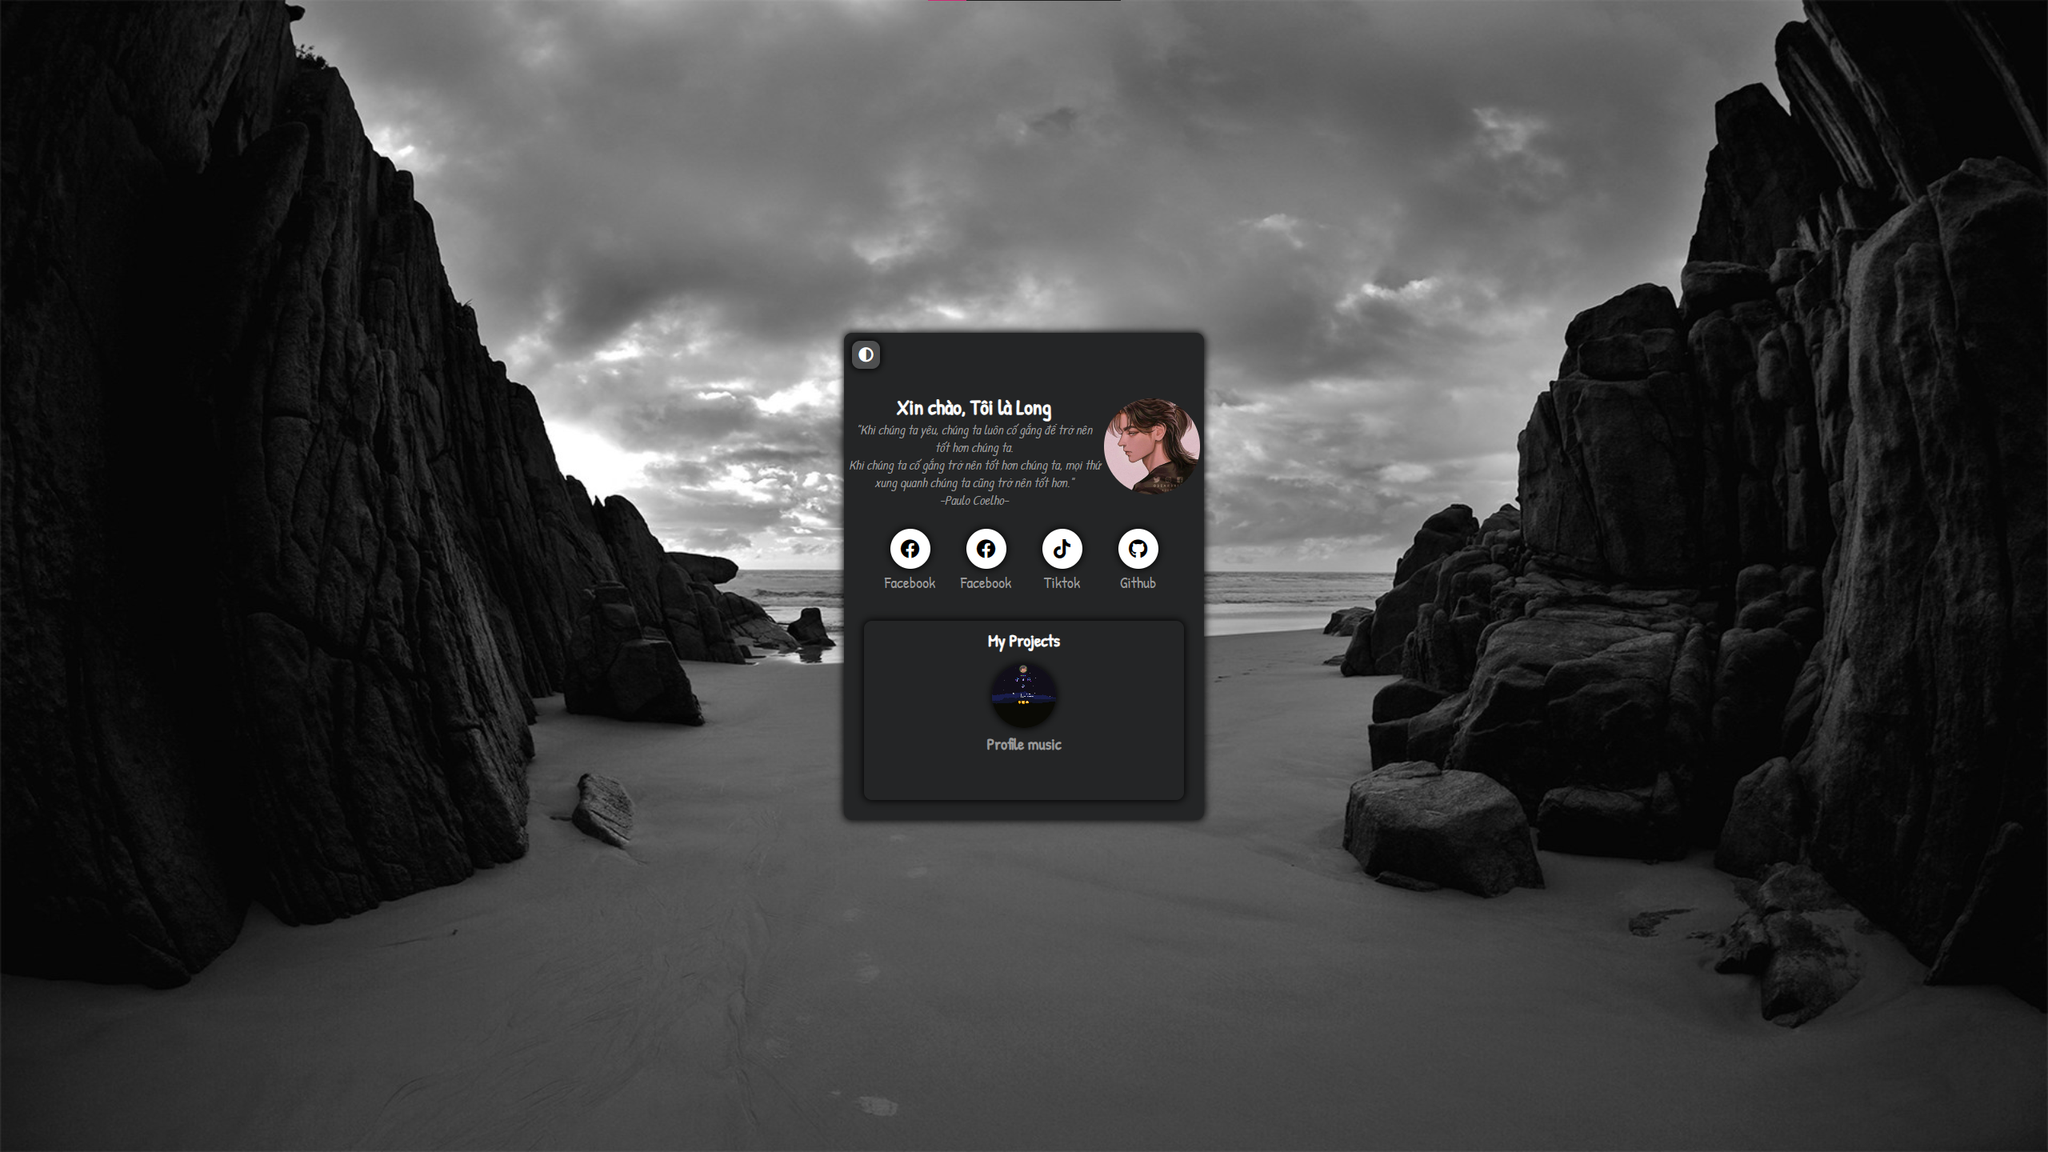 Xin chào, Tôi là Long
"Khi chúng ta yêu, chúng ta luôn cố gắng để trở nên
tốt hơn chúng ta.
Khi chúng ta cố gắng trở nên tốt hơn chúng ta, mọi thứ
xung quanh chúng ta cũng trở nên tốt hơn."
-Paulo Coelho-
Facebook Facebook Tiktok Github
My Projects
Profile music